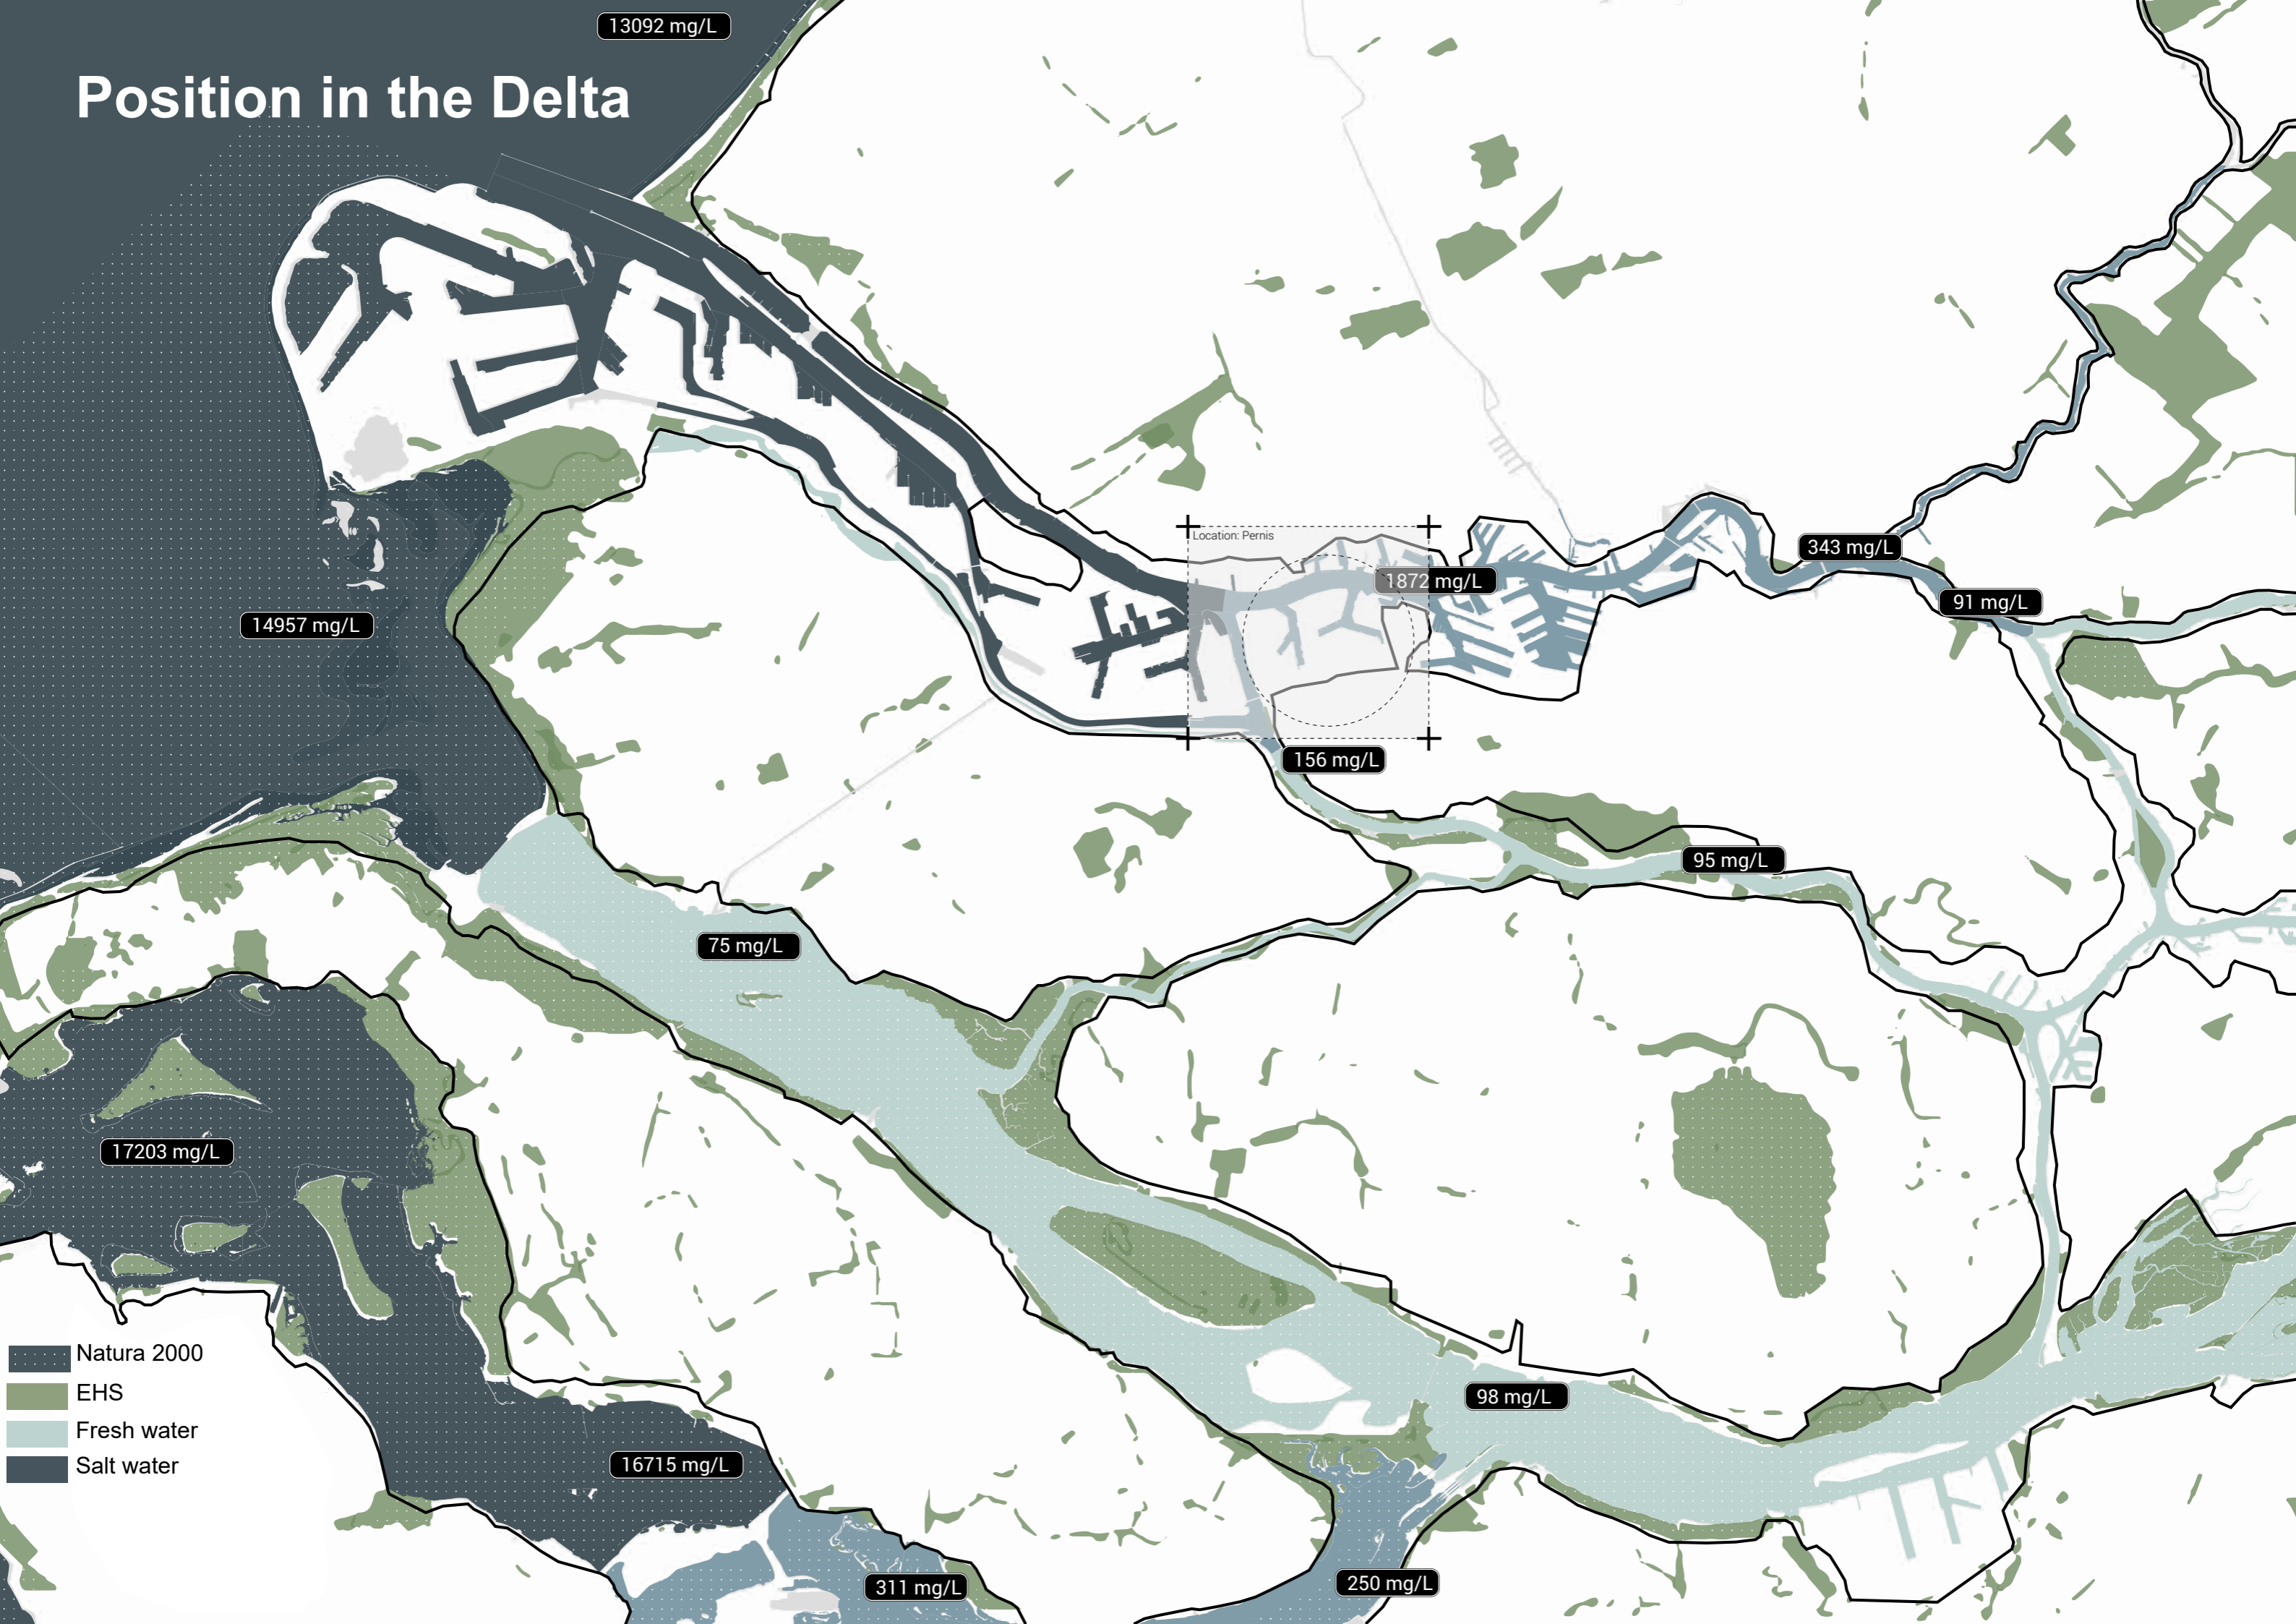 13092 mg/L
Position in the Delta
Location: Pernis
343 mg/L
1872 mg/L
91 mg/L
14957 mg/L
156 mg/L
95 mg/L
75 mg/L
17203 mg/L
Natura 2000
EHS
98 mg/L
Fresh water
Salt water
16715 mg/L
250 mg/L
311 mg/L